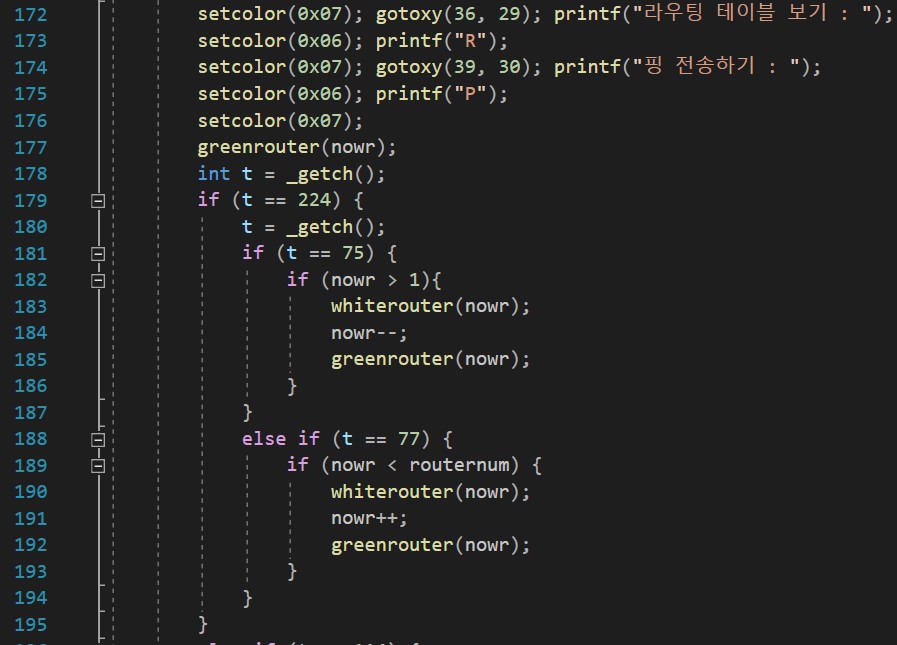 172 setcolor(0x07); gotoxy(36, 29); printf("라우팅 테이블 보기 : ");
173 setcolor(0x06); printf("R");
174 setcolor(0x07); gotoxy(39, 30); printf("핑 전송하기 : ");
175 setcolor(0x06); printf("P");
176 setcolor(0x07);
177 greenrouter(nowr);
178 int t = _getch();
179 if (t == 224) {
180 t = _getch();
181 if (t == 75) {
182 if (nowr > 1){
183 whiterouter(nowr);
184 nowr--;
185 greenrouter(nowr);
186 }
187 }
188 else if (t == 77) {
189 if (nowr < routernum) {
190 whiterouter(nowr);
191 nowr++;
192 greenrouter(nowr);
193 }
194 }
195 }